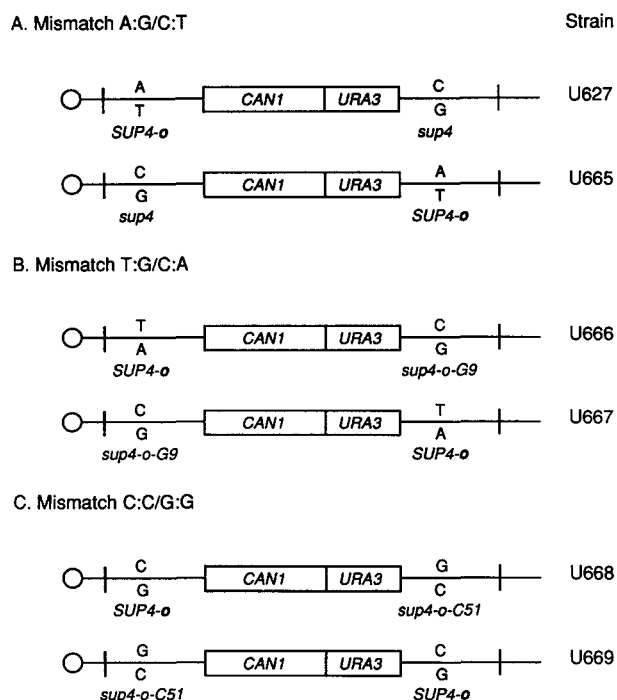 A. Mismatch A:G/C:T Strain
A C
CAN1 URA3 U627
T G
SUP4-o sup4
C A
CAN1 URA3 U665
G T
sup4 SUP4-o
B. Mismatch T:G/C:A
T C
CAN1 URA3 U666
A G
SUP4-o sup4-o-G9
C T
CAN1 URA3 U667
G A
sup4-o-G9 SUP4-o
C. Mismatch C:C/G:G
C G
CAN1 URA3 U668
G C
SUP4-o sup4-o-C51
G C
CAN1 URA3 U669
C G
sup4-o-C51 SUP4-o